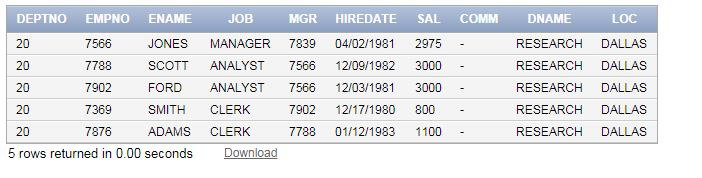 DEPTNO EMPNO ENAME JOB MGR HIREDATE SAL COMM DNAME LOC
20 7566 JONES MANAGER 7839 04/02/1981 2975 - RESEARCH DALLAS
20 7788 SCOTT ANALYST 7566 12/09/1982 3000 - RESEARCH DALLAS
20 7902 FORD ANALYST 7566 12/03/1981 3000 - RESEARCH DALLAS
20 7369 SMITH CLERK 7902 12/17/1980 800 - RESEARCH DALLAS
20 7876 ADAMS CLERK 7788 01/12/1983 1100 - RESEARCH DALLAS
5 rows returned in 0.00 seconds Download